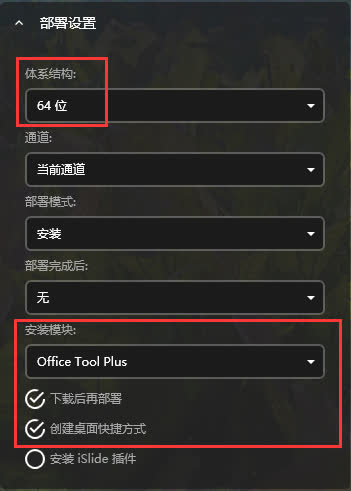 部署设置
体系结构:
64 位
通道:
当前通道
部署模式:
安装
部署完成后:
无
安装模块:
Office Tool Plus
下载后再部署
创建桌面快捷方式
安装 iSlide 插件